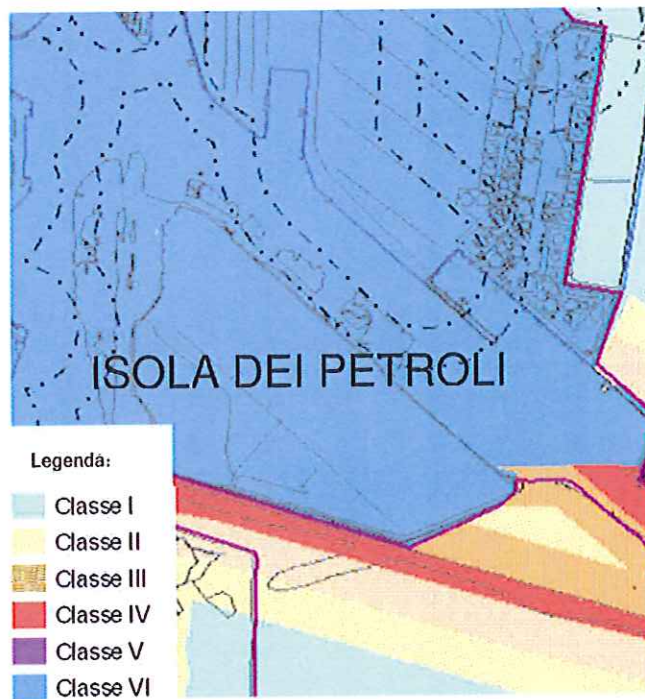 ISOLA DEI PETROLI
Legenda:
Classe I
Classe II
Classe III
Classe IV
Classe V
Classe VI